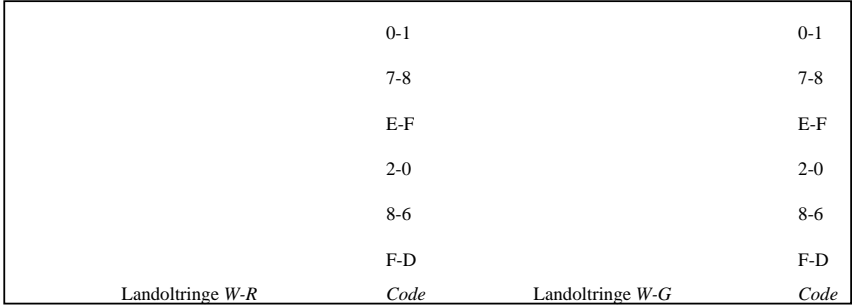 0-1 0-1
7-8 7-8
E-F E-F
2-0 2-0
8-6 8-6
F-D F-D
Landoltringe W-R Code Landoltringe W-G Code